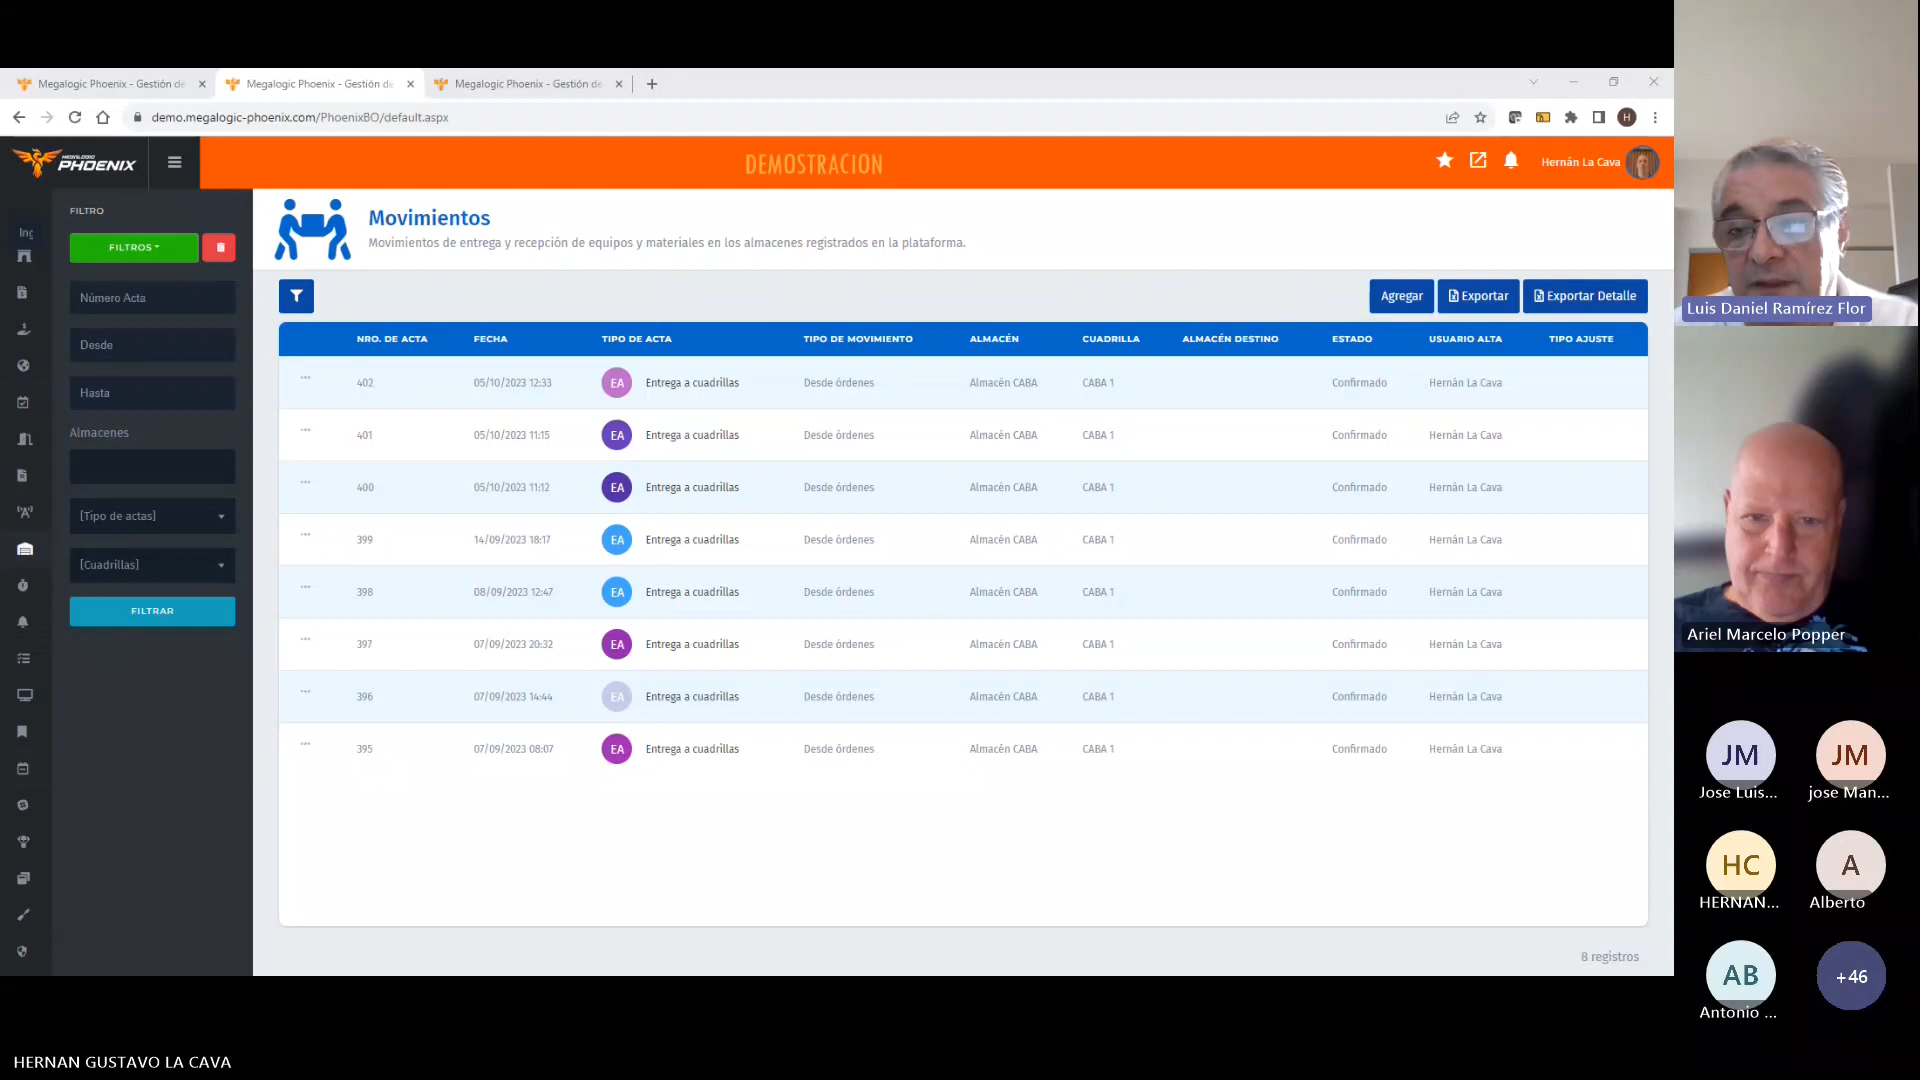 Megalogic Phoenix - Gestión de
Megalogic Phoenix - Gestión de
Megalogic Phoenix - Gestión de
demo.megalogic-phoenix.com/PhoenixBO/default.aspx
H
MEGALOGIC
PHOENIX
DEMOSTRACION
Hernán La Cava
Ing
FILTRO
FILTROS
Número Acta
Desde
Hasta
Almacenes
[Tipo de actas]
[Cuadrillas]
FILTRAR
Movimientos
Movimientos de entrega y recepción de equipos y materiales en los almacenes registrados en la plataforma.
Agregar Exportar Exportar Detalle
NRO. DE ACTA FECHA TIPO DE ACTA TIPO DE MOVIMIENTO ALMACÉN CUADRILLA ALMACÉN DESTINO ESTADO USUARIO ALTA TIPO AJUSTE
402 05/10/2023 12:33 EA Entrega a cuadrillas Desde órdenes Almacén CABA CABA 1 Confirmado Hernán La Cava
401 05/10/2023 11:15 EA Entrega a cuadrillas Desde órdenes Almacén CABA CABA 1 Confirmado Hernán La Cava
400 05/10/2023 11:12 EA Entrega a cuadrillas Desde órdenes Almacén CABA CABA 1 Confirmado Hernán La Cava
399 14/09/2023 18:17 EA Entrega a cuadrillas Desde órdenes Almacén CABA CABA 1 Confirmado Hernán La Cava
398 08/09/2023 12:47 EA Entrega a cuadrillas Desde órdenes Almacén CABA CABA 1 Confirmado Hernán La Cava
397 07/09/2023 20:32 EA Entrega a cuadrillas Desde órdenes Almacén CABA CABA 1 Confirmado Hernán La Cava
396 07/09/2023 14:44 EA Entrega a cuadrillas Desde órdenes Almacén CABA CABA 1 Confirmado Hernán La Cava
395 07/09/2023 08:07 EA Entrega a cuadrillas Desde órdenes Almacén CABA CABA 1 Confirmado Hernán La Cava
8 registros
Luis Daniel Ramírez Flor
Ariel Marcelo Popper
JM JM
Jose Luis... jose Man...
HC A
HERNAN... Alberto
AB +46
Antonio ...
HERNAN GUSTAVO LA CAVA